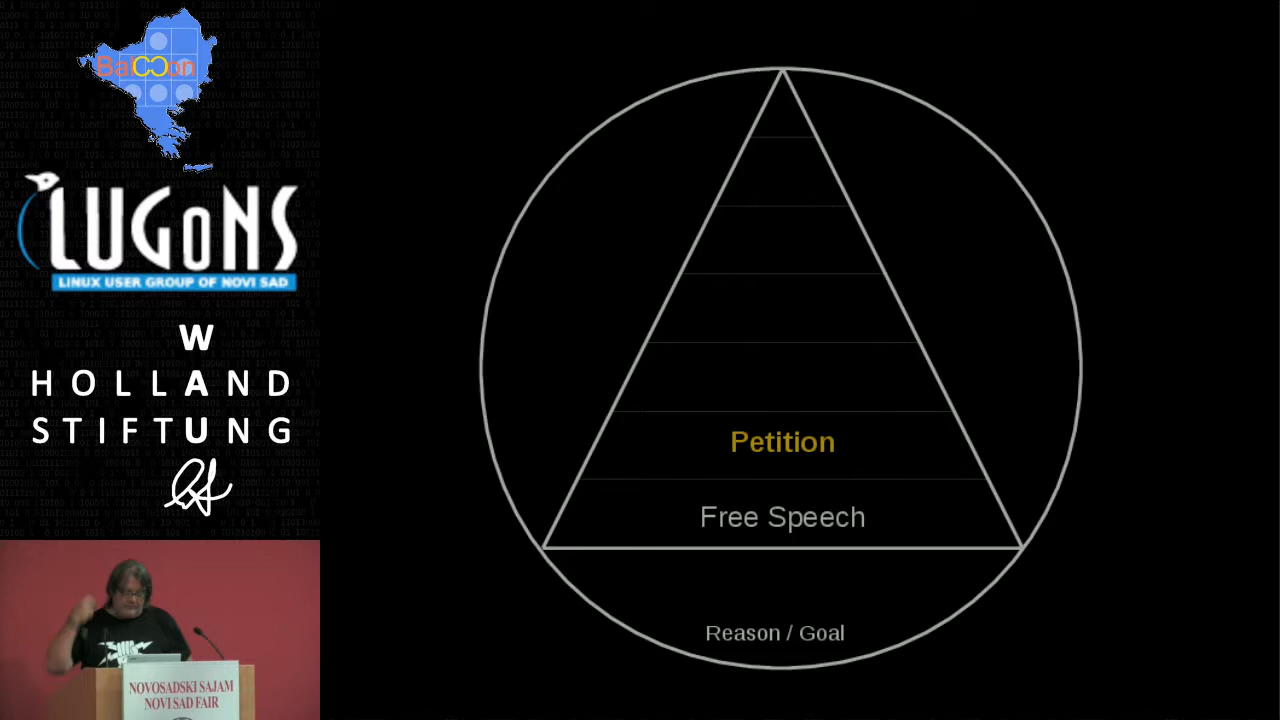 BalCCon
LUGoNS
LINUX USER GROUP OF NOVI SAD
W
HOLLAND
STIFTUNG
NOVOSADSKI SAJAM
NOVI SAD FAIR
Petition
Free Speech
Reason / Goal